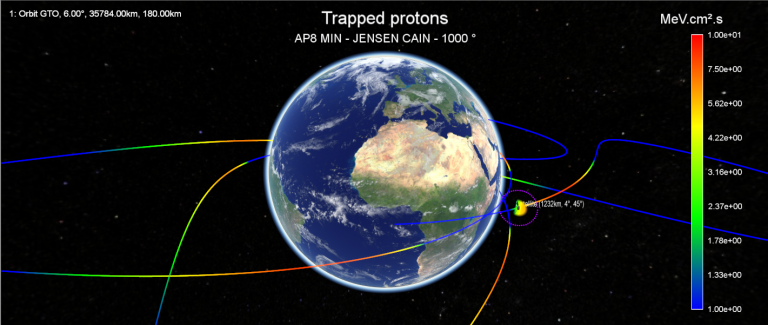 Trapped protons
1: Orbit GTO, 6.00°, 35784.00km, 180.00km
AP8 MIN - JENSEN CAIN - 1000 °
MeV.cm².s
1.00e+01
7.50e+00
5.62e+00
4.22e+00
3.16e+00
2.37e+00
1.78e+00
1.33e+00
1.00e+00
(1232km, 4°, 45°)